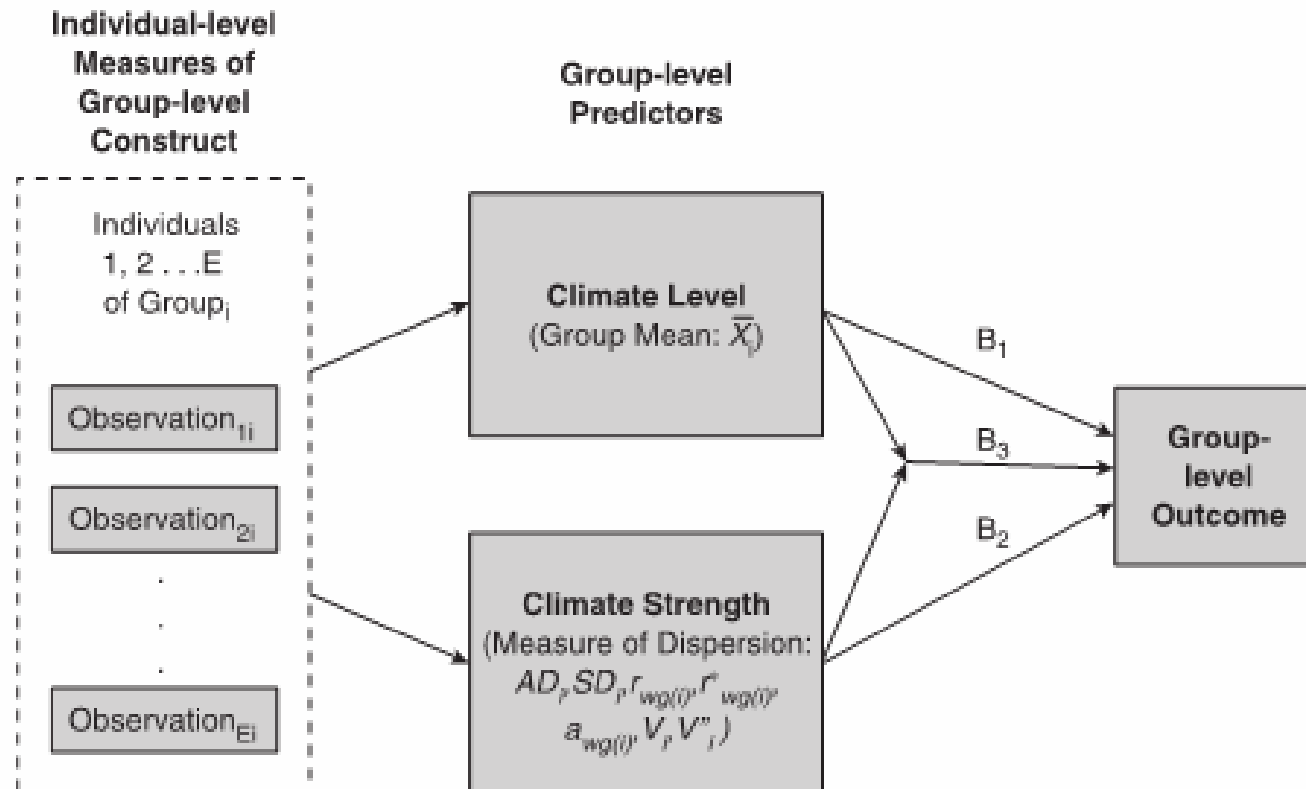 Individual-level
Measures of
Group-level
Construct
Group-level
Predictors
Individuals
1, 2 . . .E
of Groupᵢ
Observation₁ᵢ
Observation₂ᵢ
.
.
.
Observation_Eᵢ
Climate Level
(Group Mean: X̅ᵢ)
Climate Strength
(Measure of Dispersion:
ADᵢ, SDᵢ, r_wg(i), r*_wg(i),
a_wg(i), Vᵢ, V"ᵢ)
B₁
B₃
B₂
Group-
level
Outcome